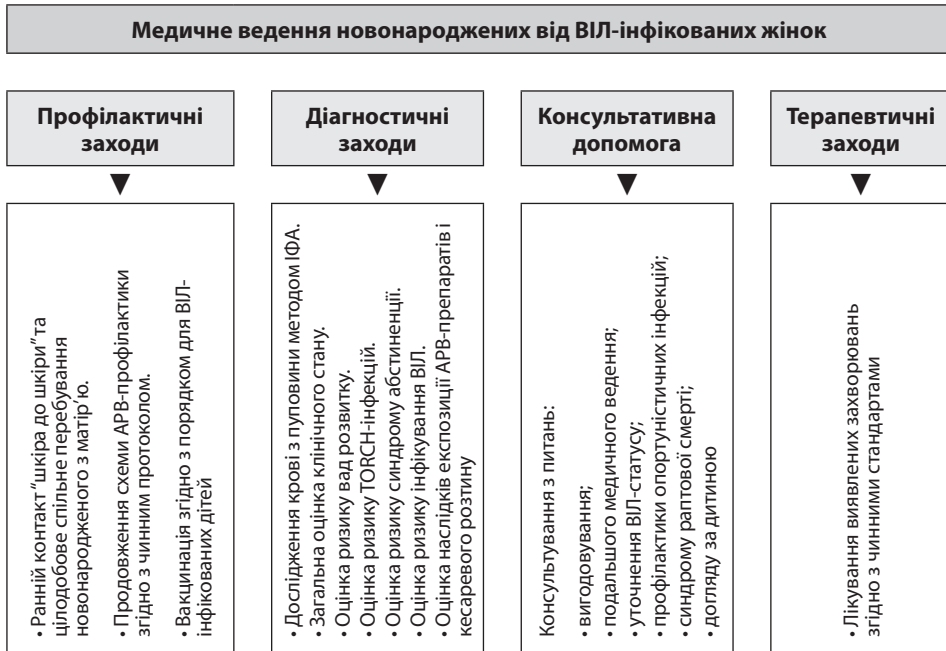 Медичне ведення новонароджених від ВІЛ-інфікованих жінок
Профілактичні
заходи
• Ранній контакт "шкіра до шкіри" та
цілодобове спільне перебування
новонародженого з матір'ю.
• Продовження схеми АРВ-профілактики
згідно з чинним протоколом.
• Вакцинація згідно з порядком для ВІЛ-
інфікованих дітей
Діагностичні
заходи
• Дослідження крові з пуповини методом ІФА.
• Загальна оцінка клінічного стану.
• Оцінка ризику вад розвитку.
• Оцінка ризику TORCH-інфекцій.
• Оцінка ризику синдрому абстиненції.
• Оцінка ризику інфікування ВІЛ.
• Оцінка наслідків експозиції АРВ-препаратів і
кесаревого розтину
Консультативна
допомога
Консультування з питань:
• вигодовування;
• подальшого медичного ведення;
• уточнення ВІЛ-статусу;
• профілактики опортуністичних інфекцій;
• синдрому раптової смерті;
• догляду за дитиною
Терапевтичні
заходи
• Лікування виявлених захворювань
згідно з чинними стандартами